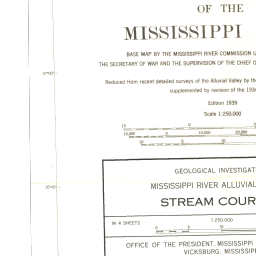 OF THE
MISSISSIPPI
BASE MAP BY THE MISSISSIPPI RIVER COMMISSION U
THE SECRETARY OF WAR AND THE SUPERVISION OF THE CHIEF O
Reduced from recent detailed surveys of the Alluvial Valley by the
supplemented by revision of the 193
Edition 1939
Scale 1:250,000
GEOLOGICAL INVESTIGAT
MISSISSIPPI RIVER ALLUVIAL
STREAM COUR
IN 4 SHEETS
1:250,000
OFFICE OF THE PRESIDENT, MISSISSIPPI
VICKSBURG, MISSISSIP